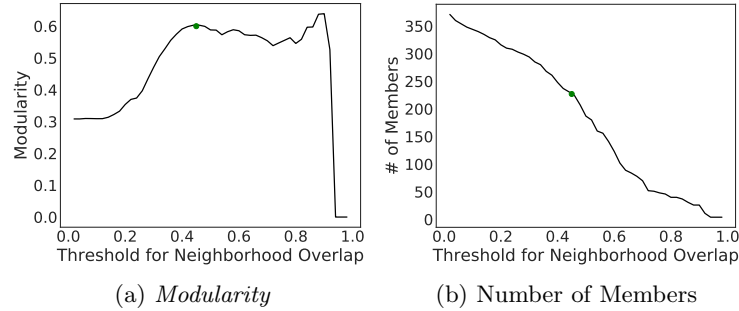 Modularity
0.6
0.5
0.4
0.3
0.2
0.1
0.0
0.0 0.2 0.4 0.6 0.8 1.0
Threshold for Neighborhood Overlap
(a) Modularity
# of Members
350
300
250
200
150
100
50
0
0.0 0.2 0.4 0.6 0.8 1.0
Threshold for Neighborhood Overlap
(b) Number of Members